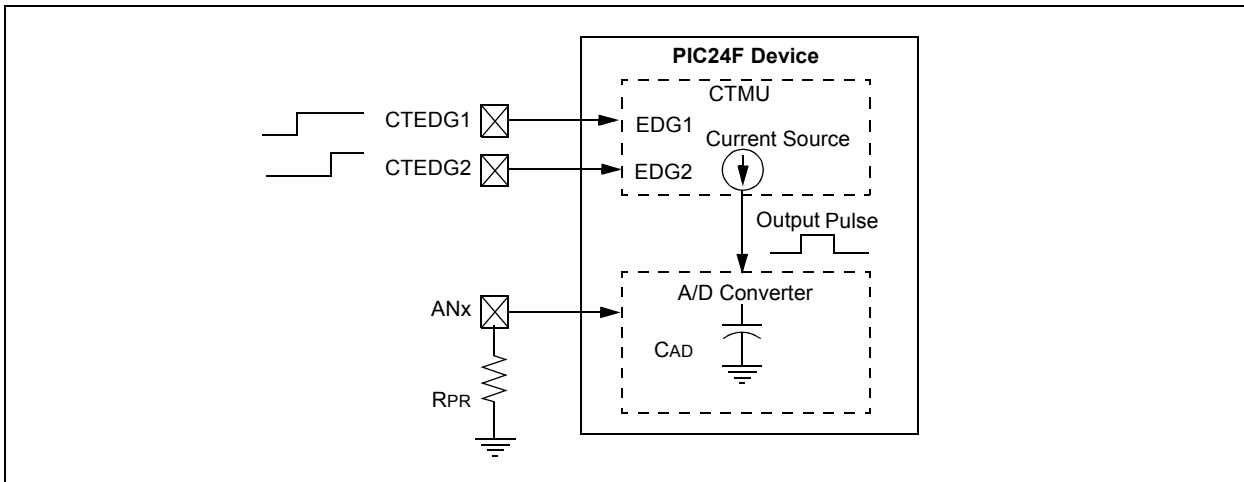 PIC24F Device
CTMU
CTEDG1
EDG1
Current Source
CTEDG2
EDG2
Output Pulse
A/D Converter
ANx
CAD
RPR